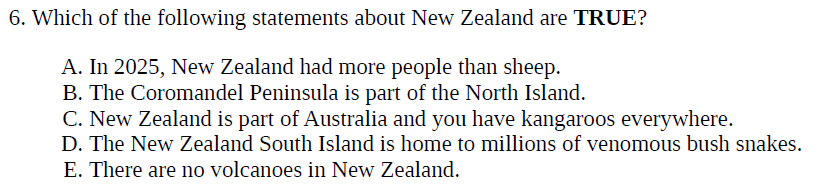 6. Which of the following statements about New Zealand are TRUE?
A. In 2025, New Zealand had more people than sheep.
B. The Coromandel Peninsula is part of the North Island.
C. New Zealand is part of Australia and you have kangaroos everywhere.
D. The New Zealand South Island is home to millions of venomous bush snakes.
E. There are no volcanoes in New Zealand.